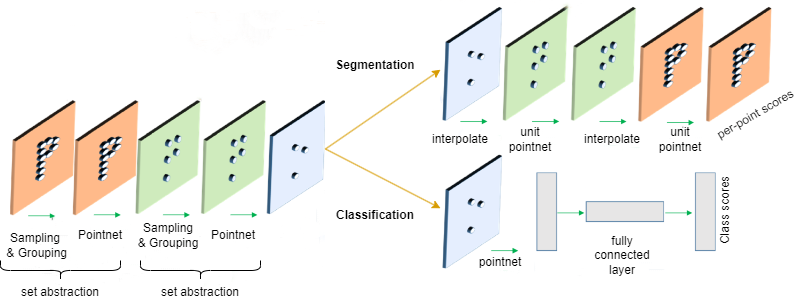 Segmentation
interpolate
unit
pointnet
interpolate
unit
pointnet
per-point scores
Sampling
& Grouping
Pointnet
Sampling
& Grouping
Pointnet
set abstraction
set abstraction
Classification
pointnet
fully
connected
layer
Class scores